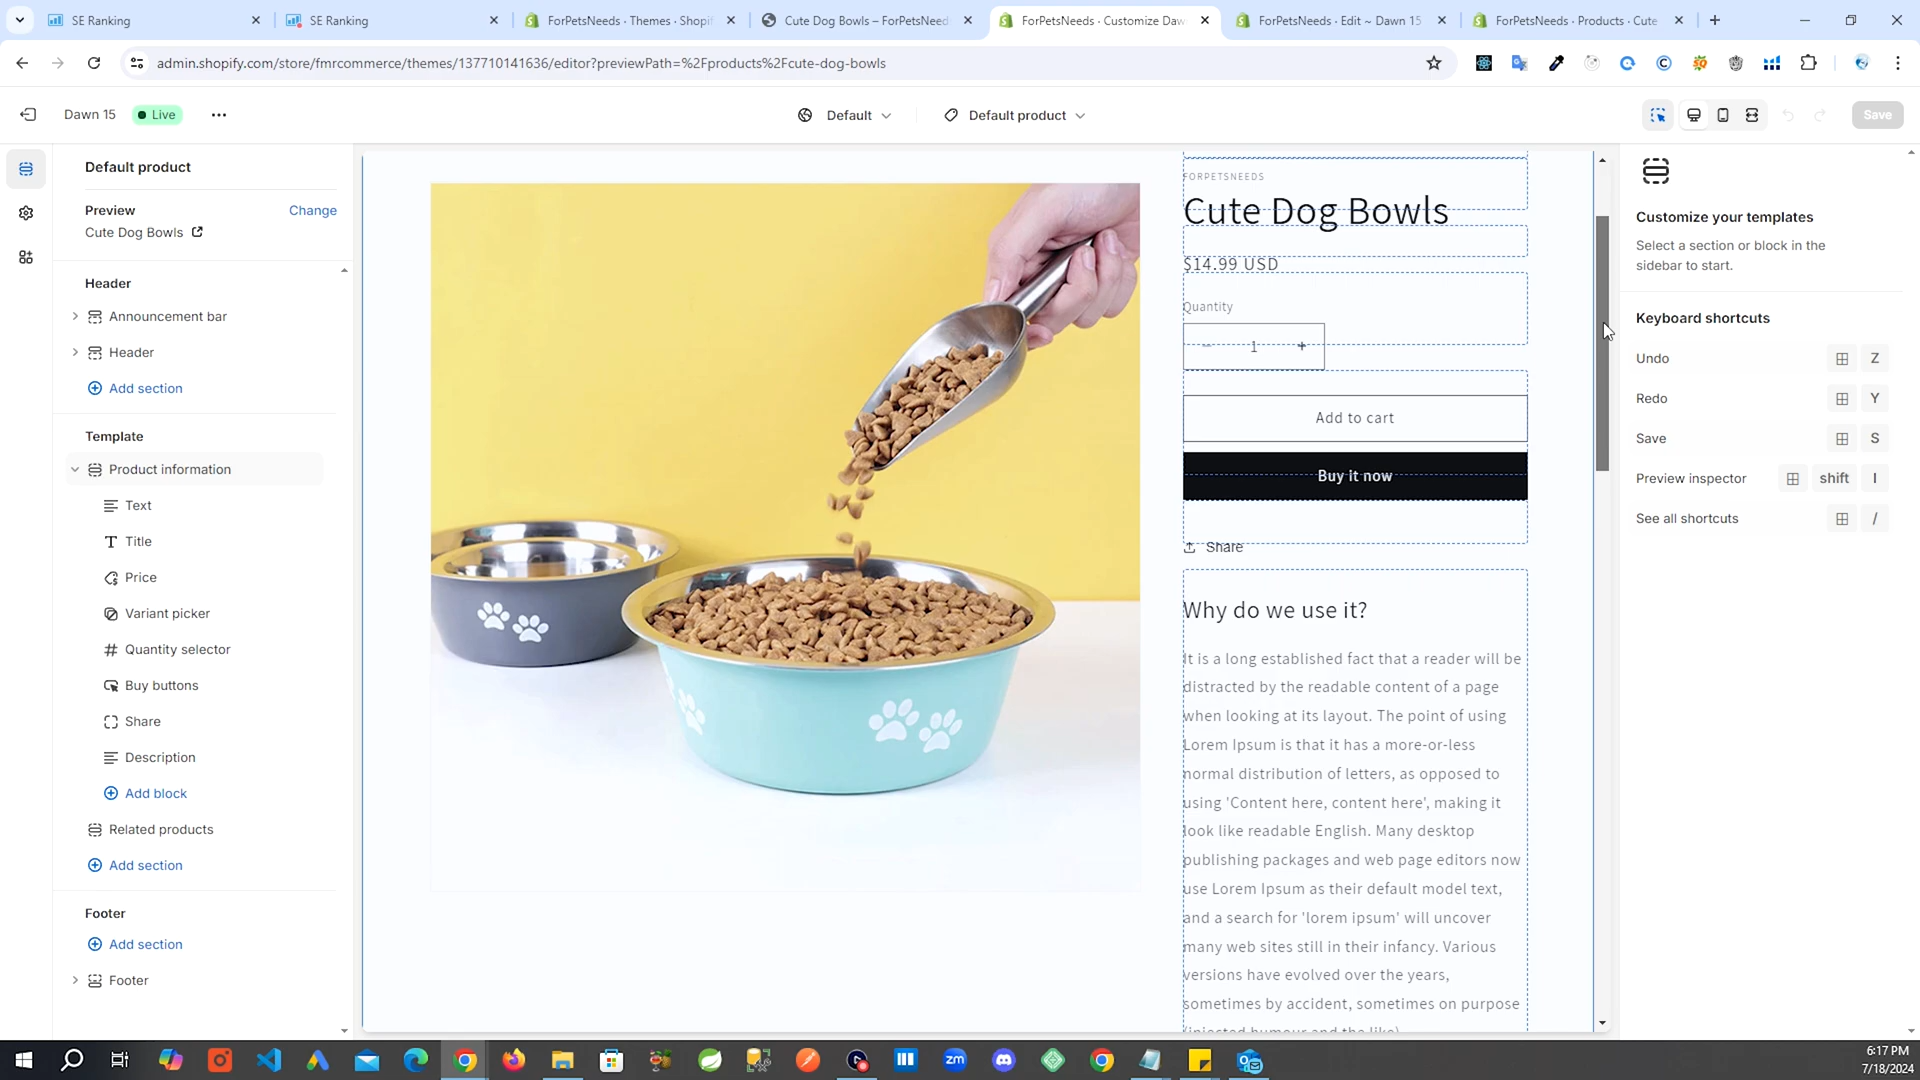 SE Ranking
SE Ranking
ForPetsNeeds · Themes · Shopif
Cute Dog Bowls – ForPetsNeed
ForPetsNeeds · Customize Daw
ForPetsNeeds · Edit ~ Dawn 15
ForPetsNeeds · Products · Cute
admin.shopify.com/store/fmrcommerce/themes/137710141636/editor?previewPath=%2Fproducts%2Fcute-dog-bowls
Dawn 15
Live
Default
Default product
Save
Default product
Preview
Change
Cute Dog Bowls
Header
Announcement bar
Header
Add section
Template
Product information
Text
Title
Price
Variant picker
Quantity selector
Buy buttons
Share
Description
Add block
Related products
Add section
Footer
Add section
Footer
FORPETSNEEDS
Cute Dog Bowls
$14.99 USD
Quantity
1
Add to cart
Buy it now
Share
Why do we use it?
It is a long established fact that a reader will be
distracted by the readable content of a page
when looking at its layout. The point of using
Lorem Ipsum is that it has a more-or-less
normal distribution of letters, as opposed to
using 'Content here, content here', making it
look like readable English. Many desktop
publishing packages and web page editors now
use Lorem Ipsum as their default model text,
and a search for 'lorem ipsum' will uncover
many web sites still in their infancy. Various
versions have evolved over the years,
sometimes by accident, sometimes on purpose
(injected humour and the like).
Customize your templates
Select a section or block in the
sidebar to start.
Keyboard shortcuts
Undo Z
Redo Y
Save S
Preview inspector shift I
See all shortcuts /
zm
6:17 PM
7/18/2024